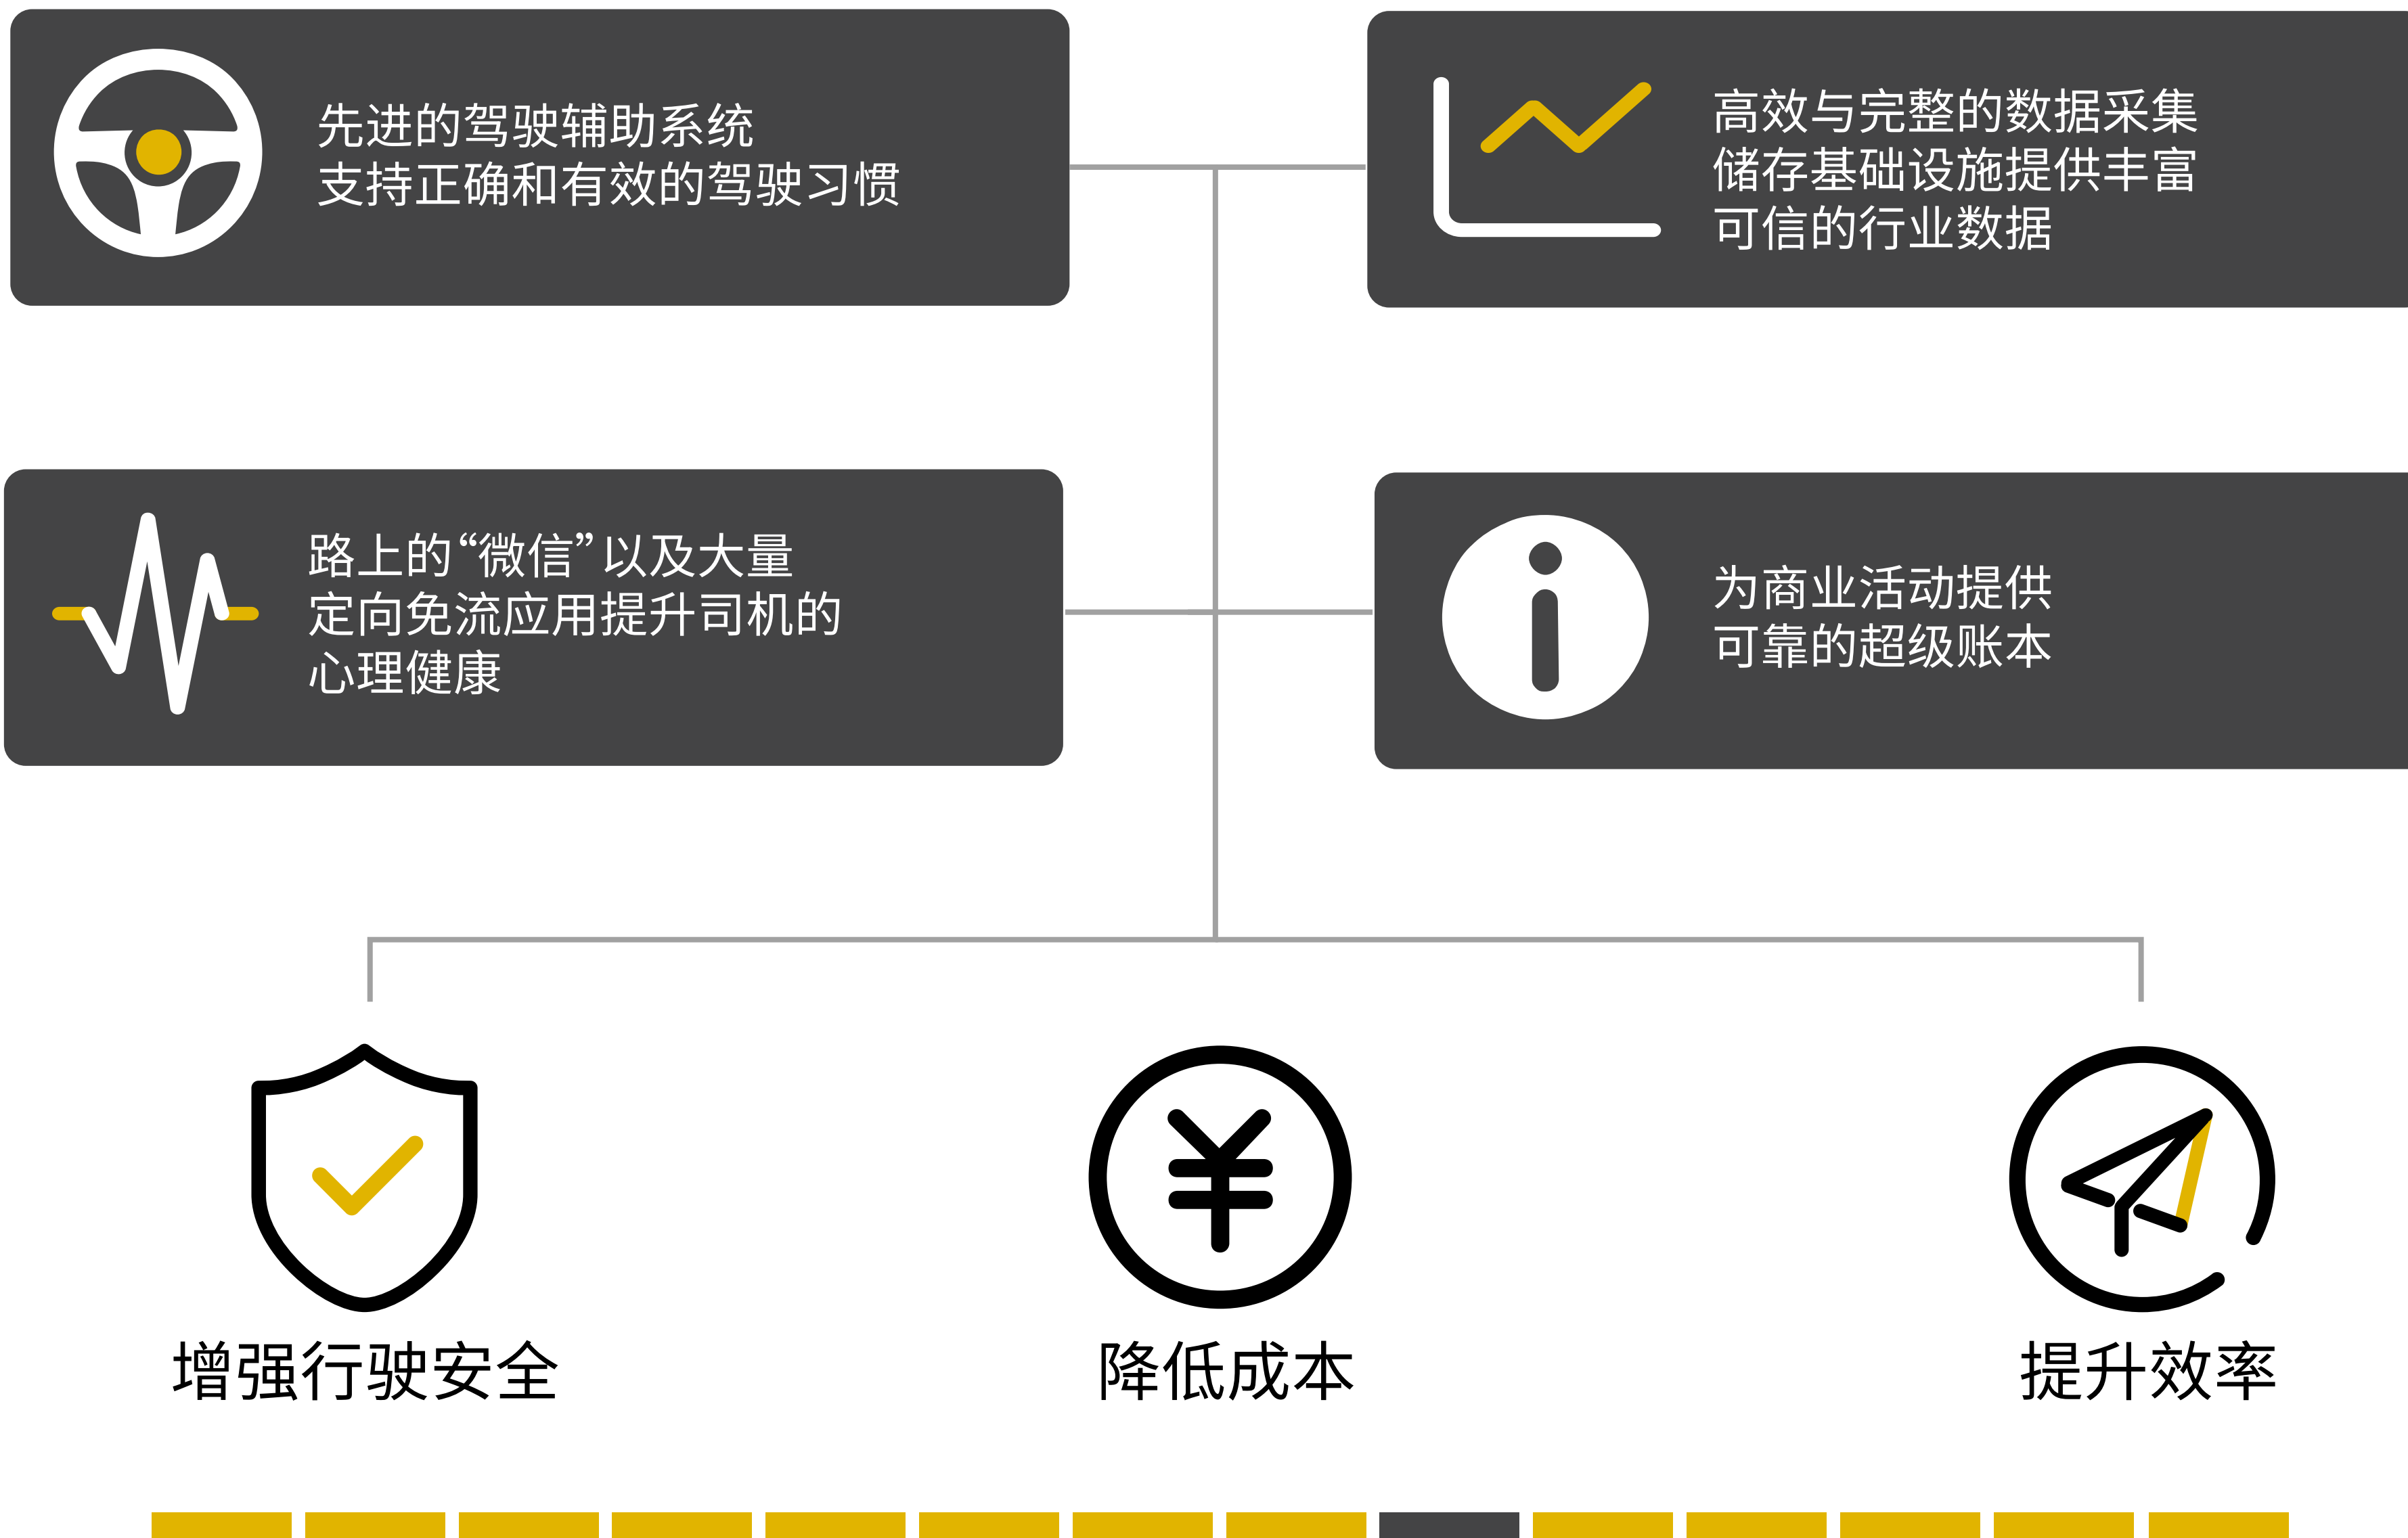 先进的驾驶辅助系统
支持正确和有效的驾驶习惯
高效与完整的数据采集
储存基础设施提供丰富
可信的行业数据
路上的“微信”以及大量
定向免流应用提升司机的
心理健康
为商业活动提供
可靠的超级账本
增强行驶安全
降低成本
提升效率